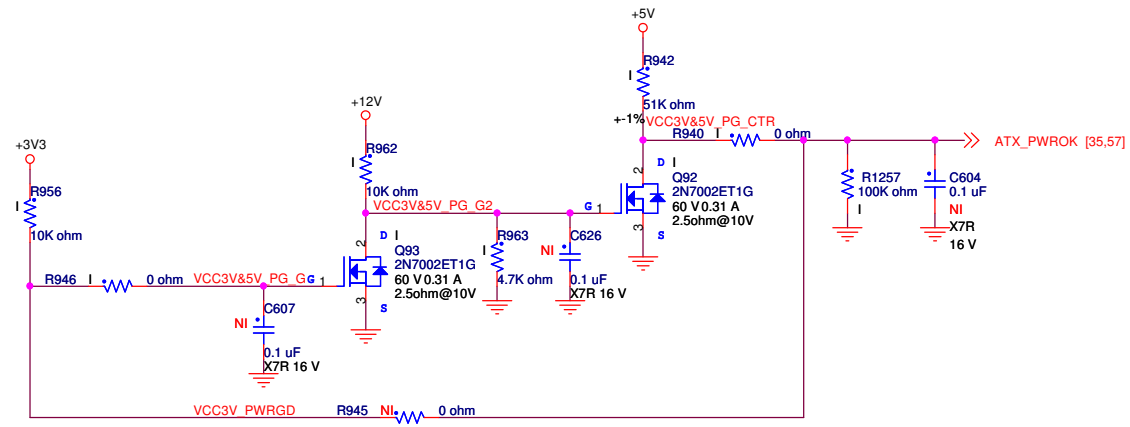 +5V
R942
I
51K ohm
+-1%
VCC3V&5V_PG_CTR
R940 I 0 ohm
ATX_PWROK [35,57]
+12V
R962
I
10K ohm
VCC3V&5V_PG_G2
+3V3
R956
I
10K ohm
D I
2
Q92
2N7002ET1G
60 V 0.31 A
2.5ohm@10V
G 1
3
S
R1257
100K ohm
I
C604
0.1 uF
NI
X7R
16 V
D I
2
Q93
2N7002ET1G
60 V 0.31 A
2.5ohm@10V
3
S
R963
I
4.7K ohm
C626
NI
0.1 uF
X7R 16 V
R946 I 0 ohm
VCC3V&5V_PG_G
G 1
C607
NI
0.1 uF
X7R 16 V
VCC3V_PWRGD
R945 NI 0 ohm